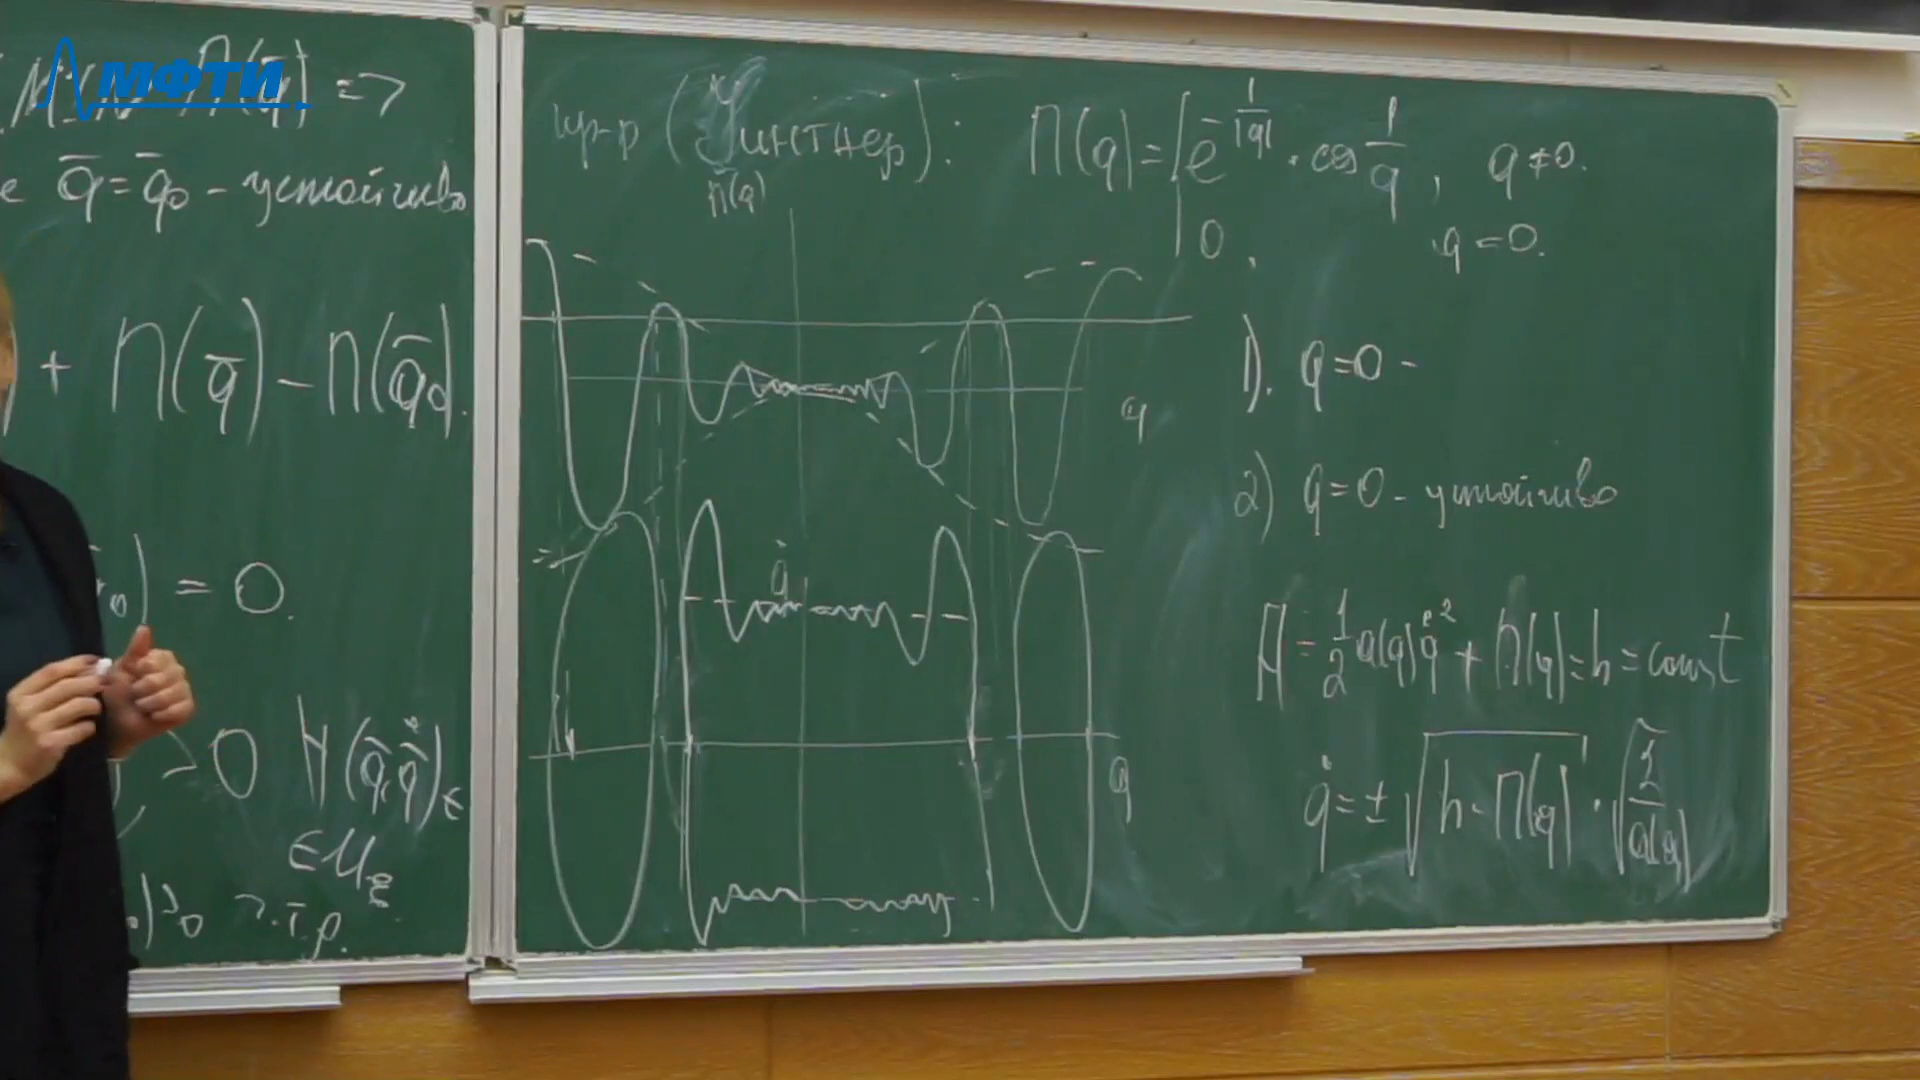 МФТИ
П(q̄) =>
q̄ = q̄₀ - устойчиво
+ П(q̄) - П(q̄₀).
= 0.
> 0 ∀(q̄, q̄̇) ∈
∈ U_ε
т.т.р.
пр-р (Уинтнер): П(q) = { e^{-1/|q|} · cos 1/q, q ≠ 0.
0, q = 0.
П(q)
q
1). q = 0 -
2) q = 0 - устойчиво
q̇
H = 1/2 a(q) q̇² + П(q) = h = const
q
q̇ = ± √(h - П(q)) · √(1/a(q))